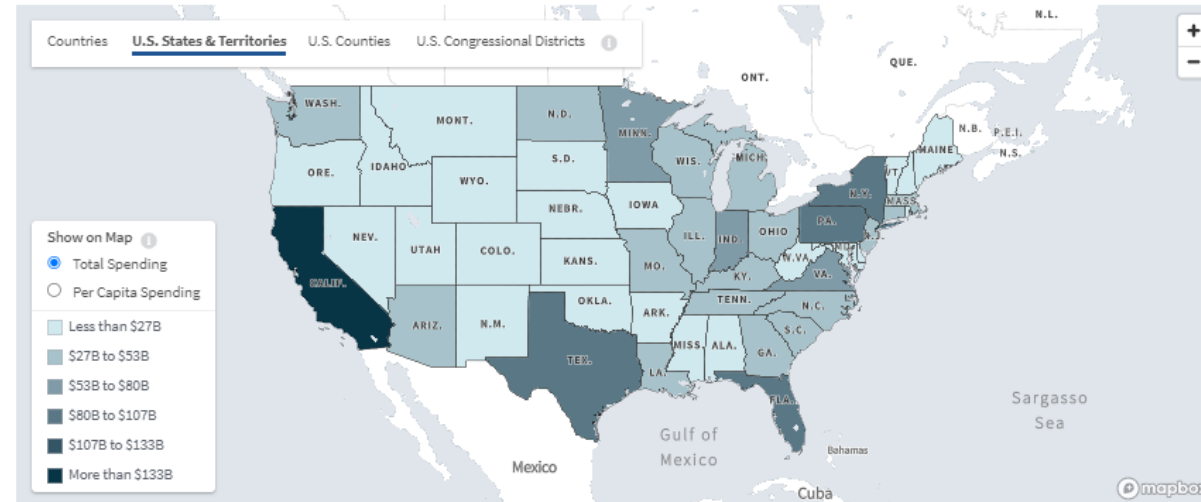 Countries U.S. States & Territories U.S. Counties U.S. Congressional Districts i
+
−
N.L.
QUE.
ONT.
N.B.
P.E.I.
N.S.
WASH.
MONT.
N.D.
MINN.
ORE.
IDAHO
WYO.
S.D.
WIS.
MICH.
MAINE
VT.
N.Y.
MASS
NEBR.
IOWA
PA.
N.J.
NEV.
UTAH
COLO.
KANS.
MO.
ILL.
IND.
OHIO
W.VA.
MD.
VA.
KY.
CALIF.
ARIZ.
N.M.
OKLA.
ARK.
TENN.
N.C.
S.C.
MISS.
ALA.
GA.
TEX.
LA.
FLA.
Show on Map i
Total Spending
Per Capita Spending
Less than $27B
$27B to $53B
$53B to $80B
$80B to $107B
$107B to $133B
More than $133B
Sargasso
Sea
Gulf of
Mexico
Bahamas
Mexico
Cuba
mapbo